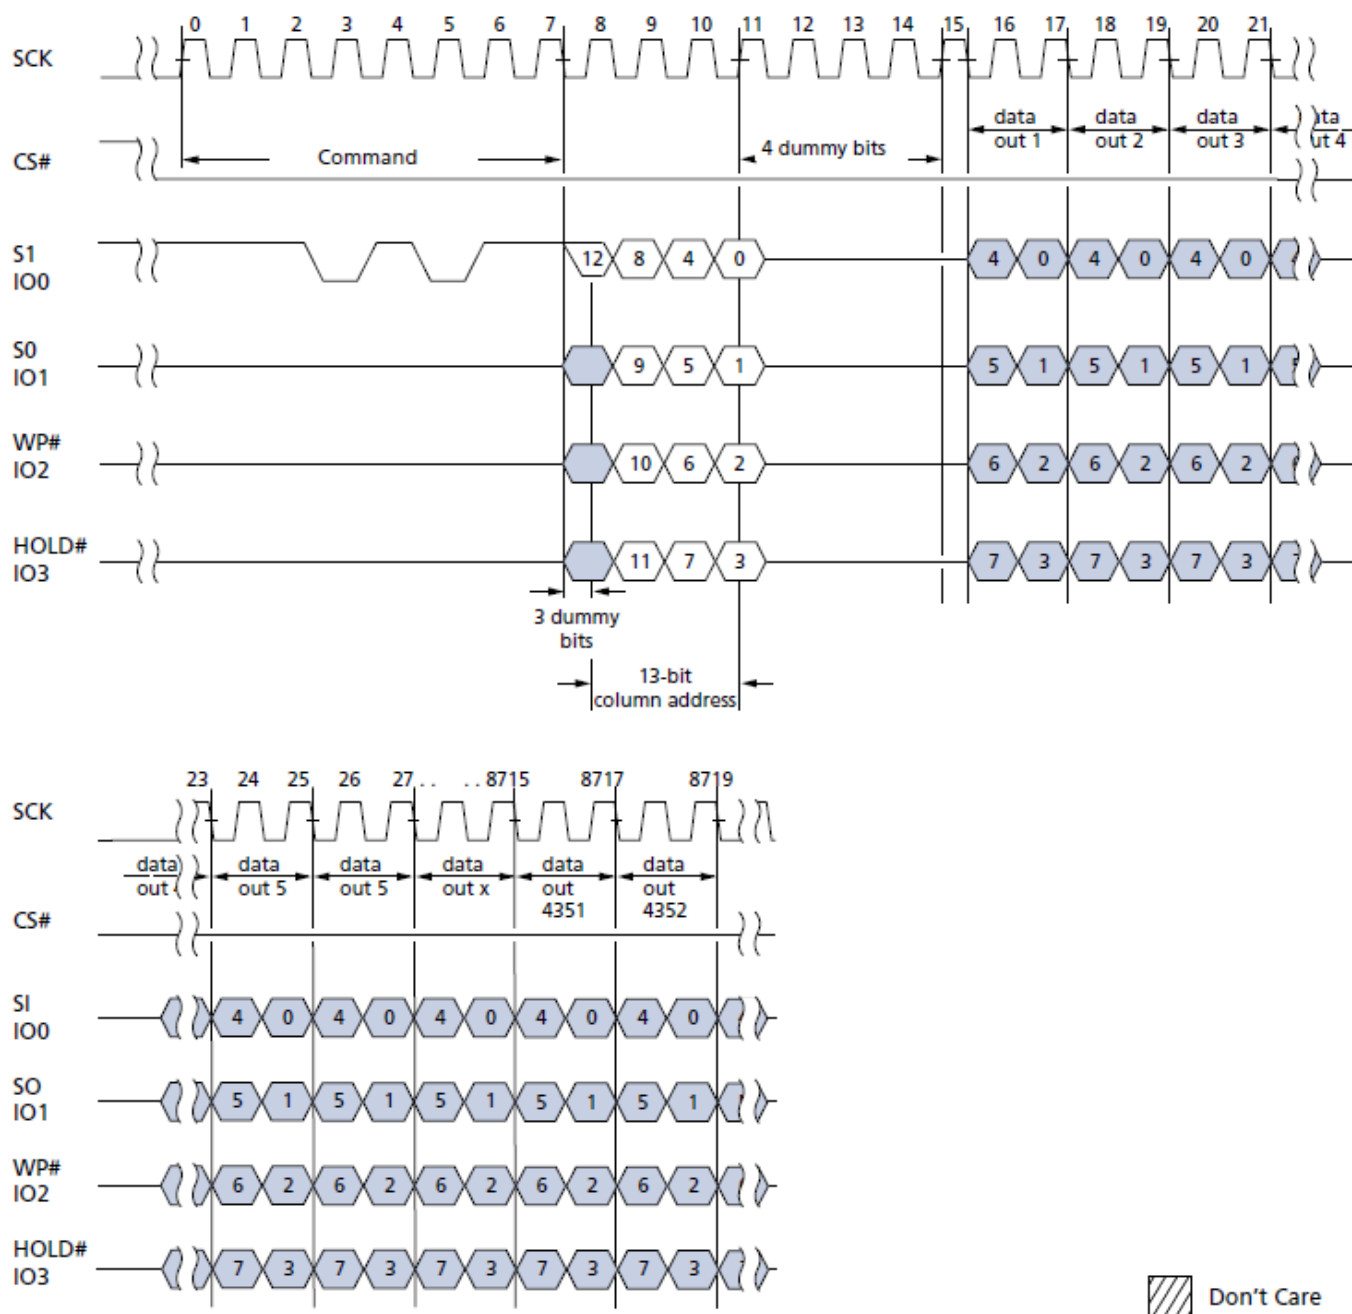 0 1 2 3 4 5 6 7 8 9 10 11 12 13 14 15 16 17 18 19 20 21
SCK
data out 1
data out 2
data out 3
ut 4
Command
4 dummy bits
CS#
S1
IO0
12 8 4 0
4 0 4 0 4 0
S0
IO1
9 5 1
5 1 5 1 5 1
WP#
IO2
10 6 2
6 2 6 2 6 2
HOLD#
IO3
11 7 3
7 3 7 3 7 3
3 dummy
bits
13-bit
column address
23 24 25 26 27 . . . . 8715 8717 8719
SCK
data
out
data
out 5
data
out 5
data
out x
data
out
4351
data
out
4352
CS#
SI
IO0
4 0 4 0 4 0 4 0 4 0
SO
IO1
5 1 5 1 5 1 5 1 5 1
WP#
IO2
6 2 6 2 6 2 6 2 6 2
HOLD#
IO3
7 3 7 3 7 3 7 3 7 3
Don't Care